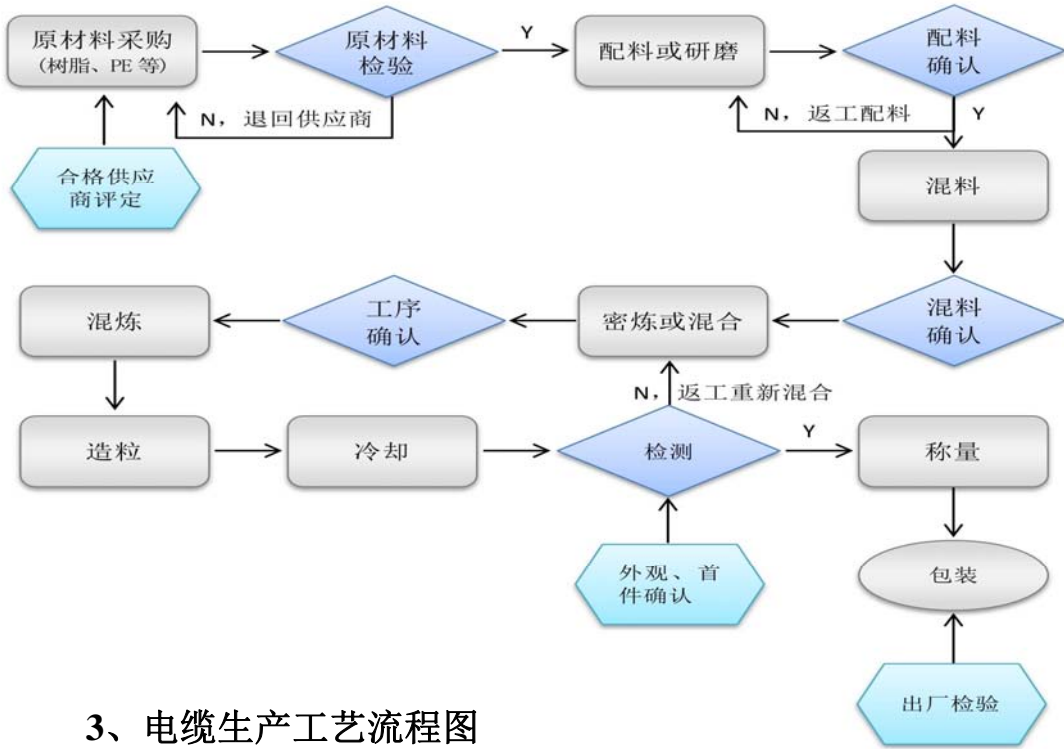 原材料采购
(树脂、PE 等)
原材料
检验
Y
配料或研磨
配料
确认
N，退回供应商
N，返工配料
Y
合格供应
商评定
混料
混炼
工序
确认
密炼或混合
混料
确认
N，返工重新混合
造粒
冷却
检测
Y
称量
外观、首
件确认
包装
出厂检验
3、电缆生产工艺流程图